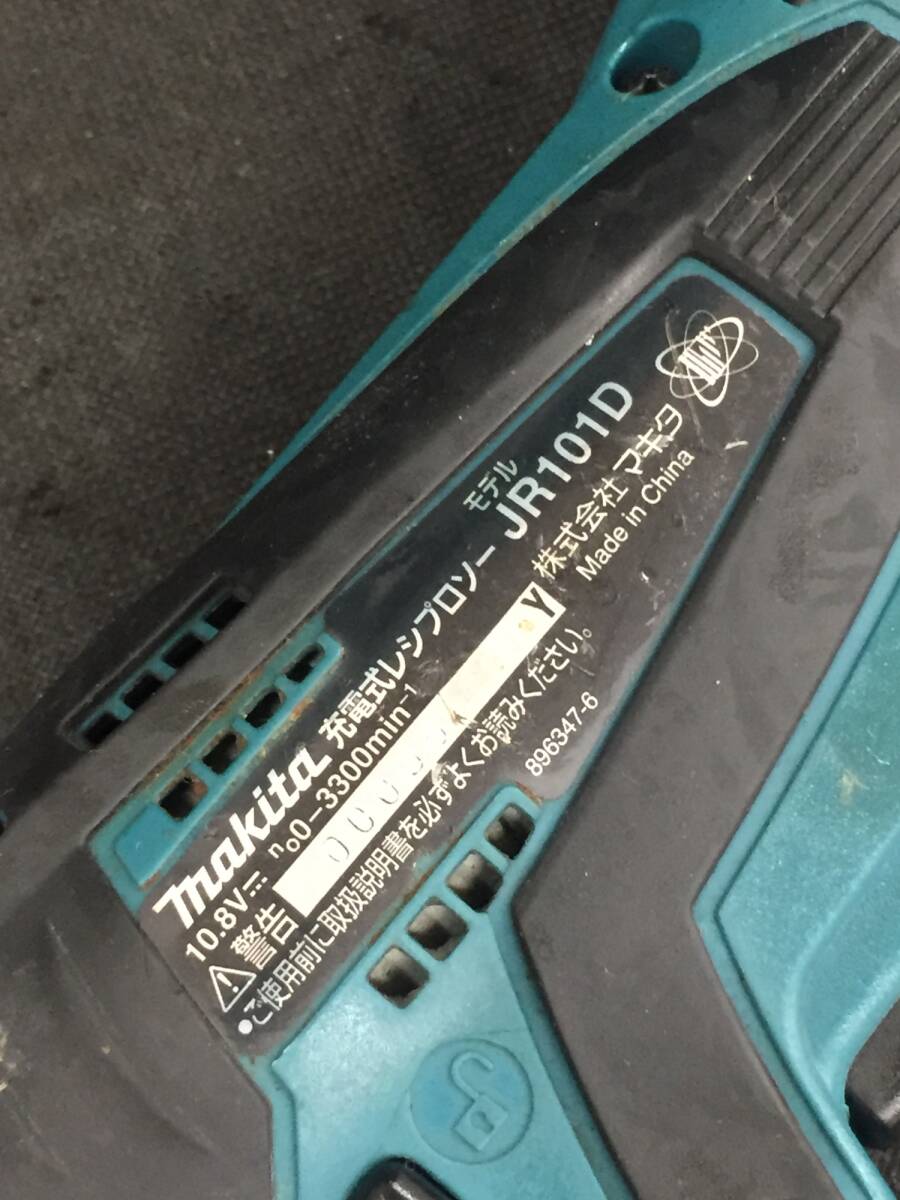 makita 充電式レシプロソー モデル JR101D
10.8V⎓ n₀0-3300min⁻¹ 株式会社マキタ
Y Made in China
⚠警告
●ご使用前に取扱説明書を必ずよくお読みください。
896347-6